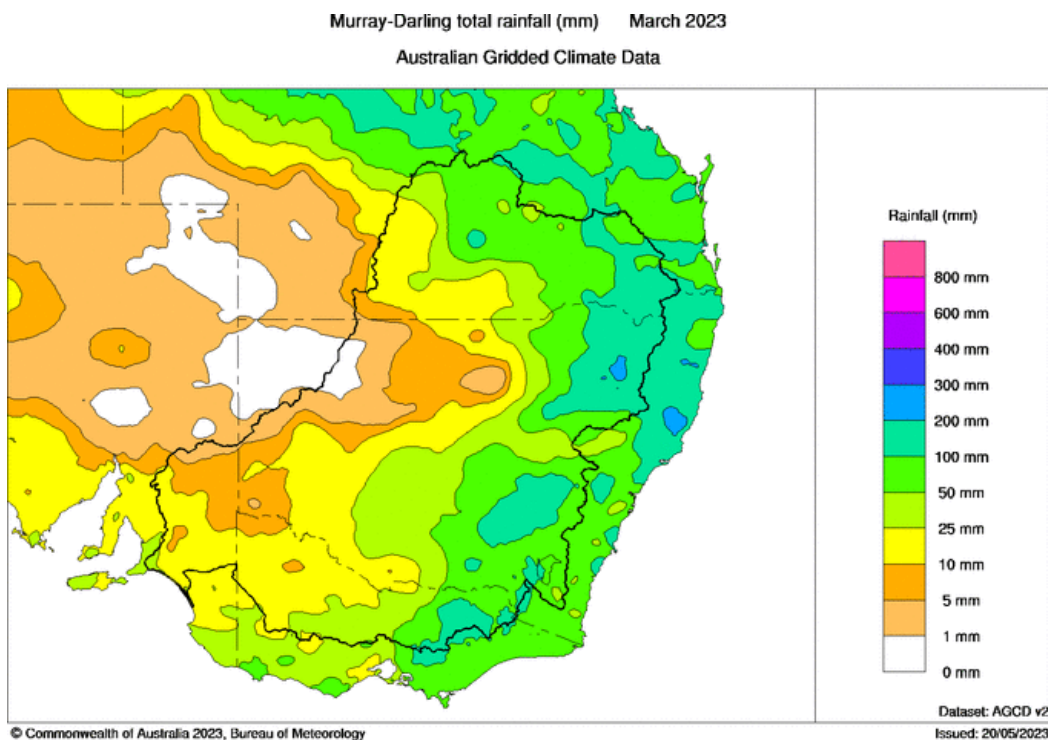 Murray-Darling total rainfall (mm) March 2023
Australian Gridded Climate Data
Rainfall (mm)
800 mm
600 mm
400 mm
300 mm
200 mm
100 mm
50 mm
25 mm
10 mm
5 mm
1 mm
0 mm
Dataset: AGCD v2
© Commonwealth of Australia 2023, Bureau of Meteorology Issued: 20/05/2023